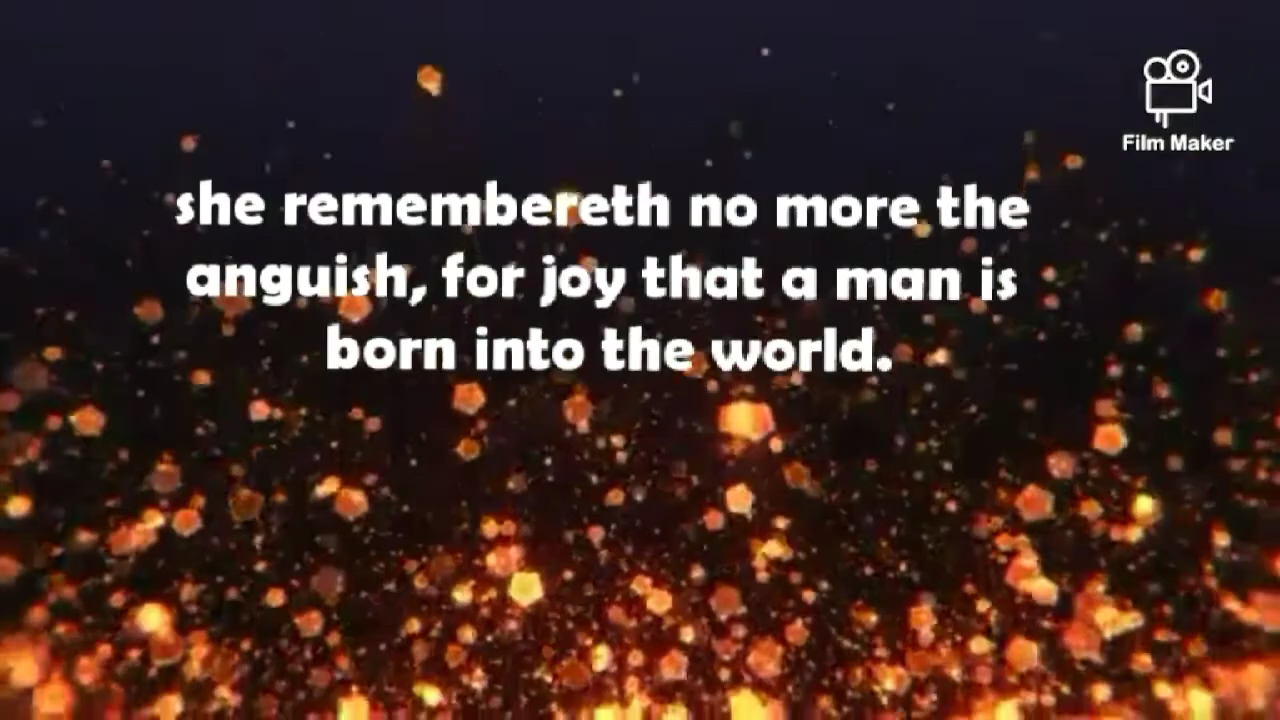 Film Maker
she remembereth no more the
anguish, for joy that a man is
born into the world.